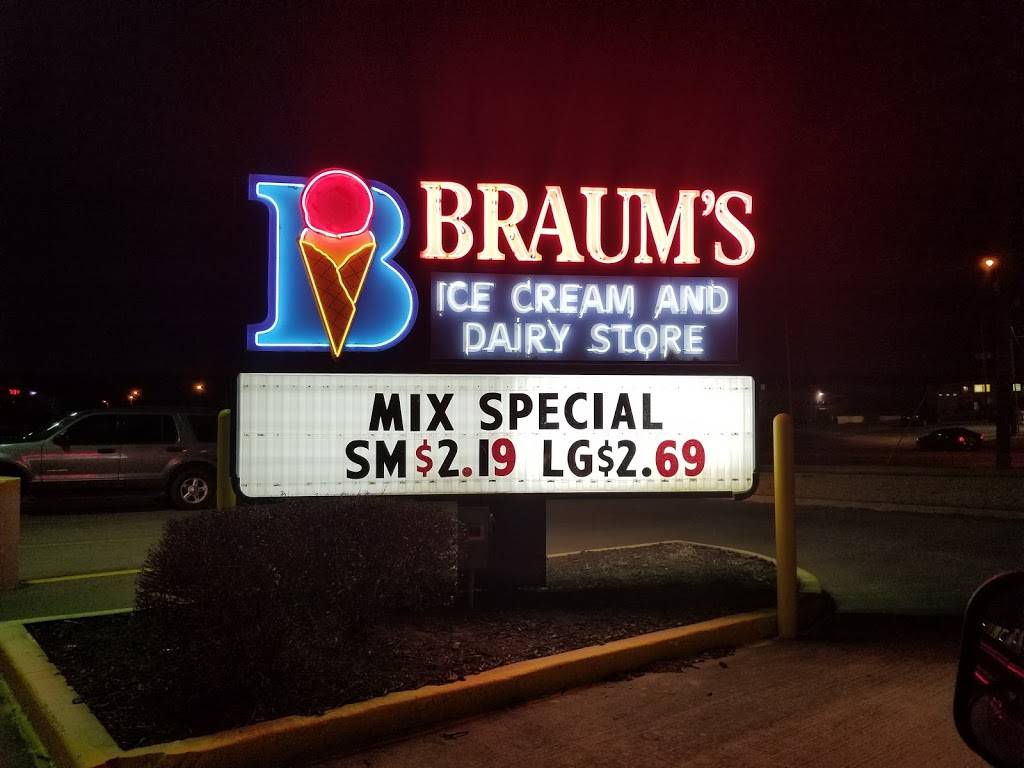 B BRAUM'S
ICE CREAM AND
DAIRY STORE
MIX SPECIAL
SM $2.19 LG $2.69